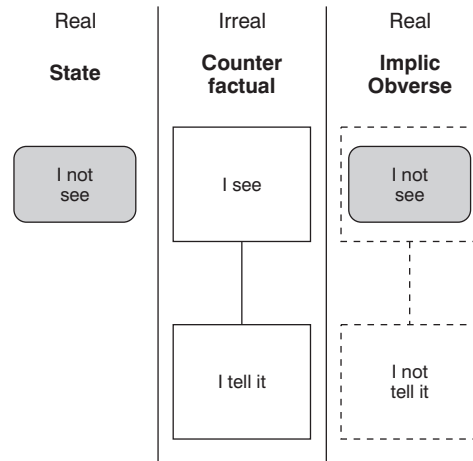 Real
State
I not
see
Irreal
Counter
factual
I see
I tell it
Real
Implic
Obverse
I not
see
I not
tell it